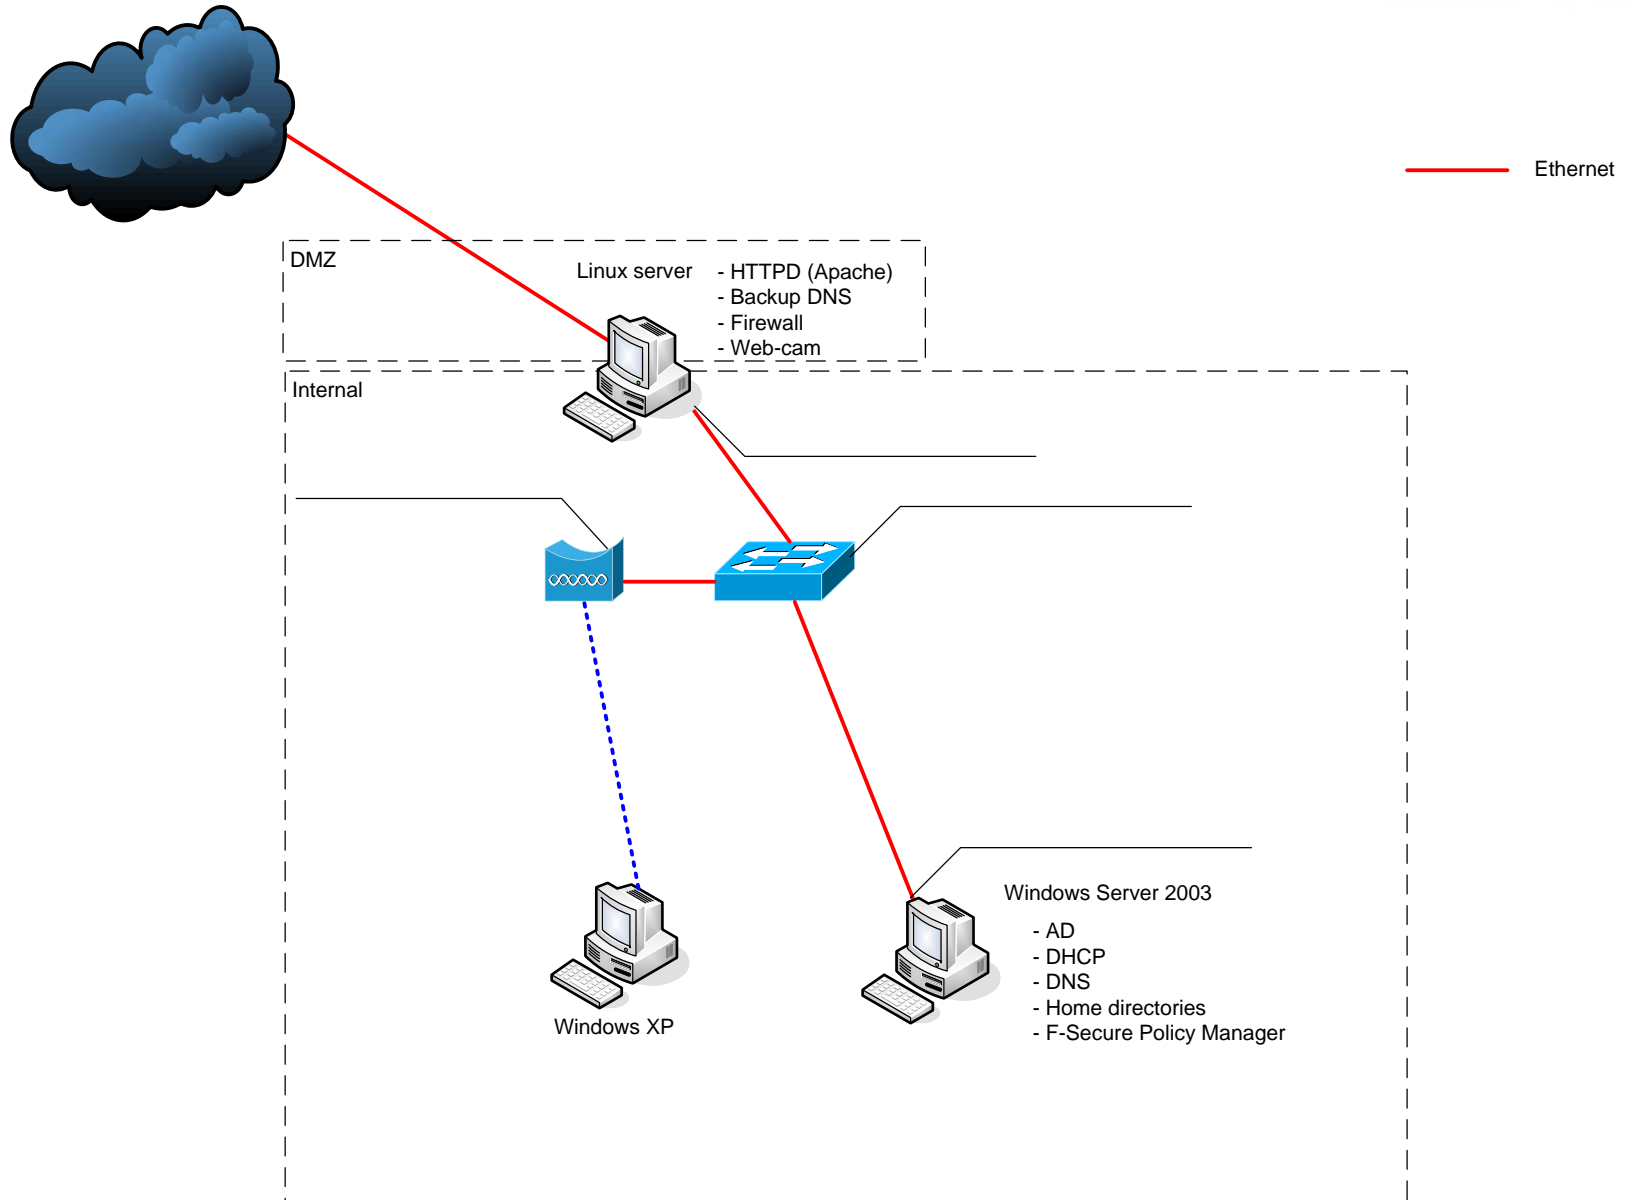 Ethernet
DMZ
Linux server
- HTTPD (Apache)
- Backup DNS
- Firewall
- Web-cam
Internal
Windows Server 2003
- AD
- DHCP
- DNS
- Home directories
- F-Secure Policy Manager
Windows XP